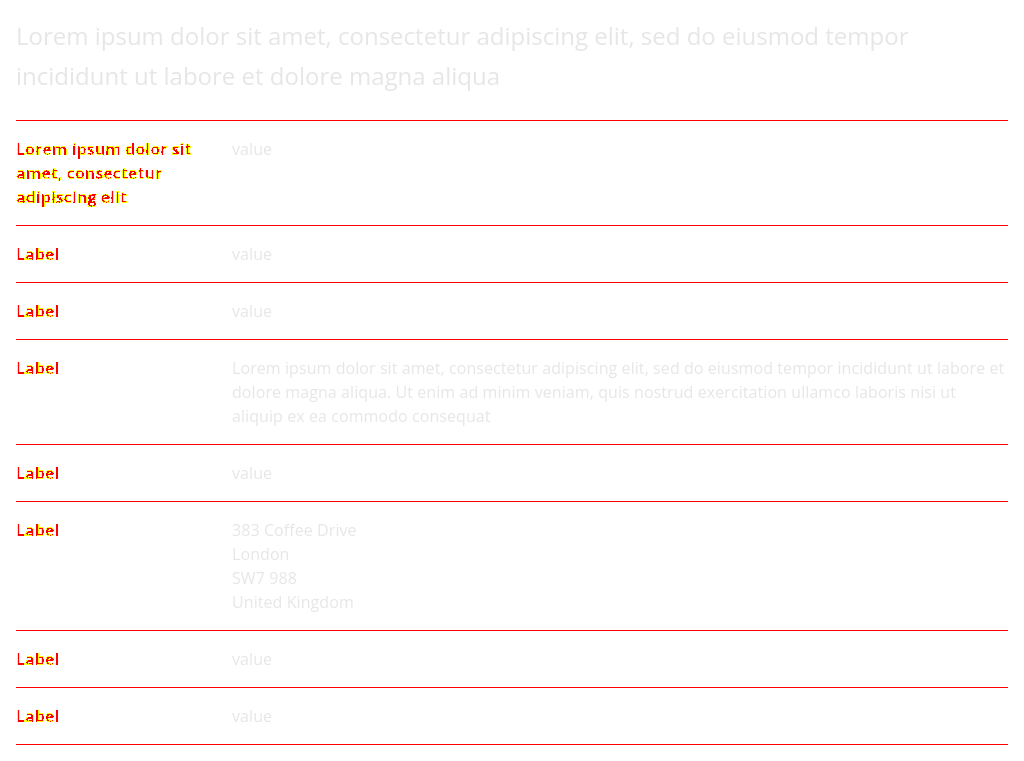 Lorem ipsum dolor sit amet, consectetur adipiscing elit, sed do eiusmod tempor
incididunt ut labore et dolore magna aliqua
Lorem ipsum dolor sit
amet, consectetur
adipiscing elit
value
Label
value
Label
value
Label
Lorem ipsum dolor sit amet, consectetur adipiscing elit, sed do eiusmod tempor incididunt ut labore et
dolore magna aliqua. Ut enim ad minim veniam, quis nostrud exercitation ullamco laboris nisi ut
aliquip ex ea commodo consequat
Label
value
Label
383 Coffee Drive
London
SW7 988
United Kingdom
Label
value
Label
value